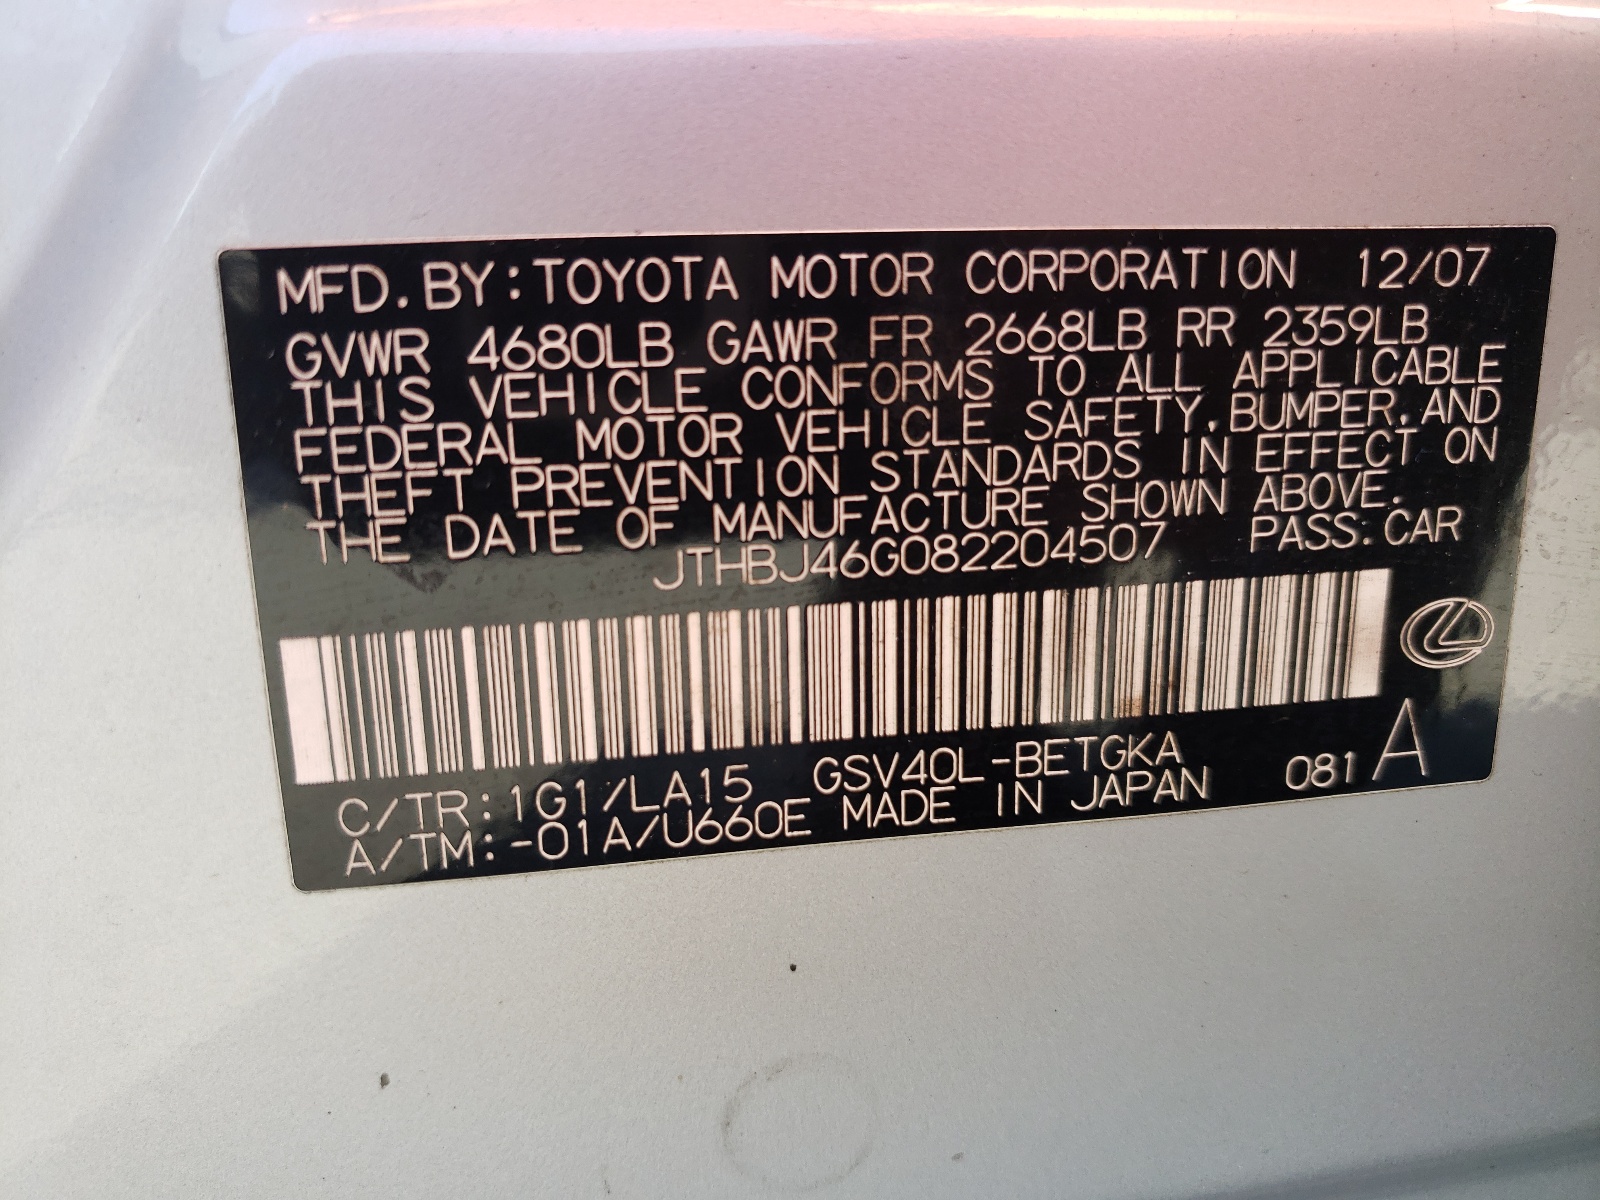 MFD. BY: TOYOTA MOTOR CORPORATION 12/07
GVWR 4680LB GAWR FR 2668LB RR 2359LB
THIS VEHICLE CONFORMS TO ALL APPLICABLE
FEDERAL MOTOR VEHICLE SAFETY, BUMPER, AND
THEFT PREVENTION STANDARDS IN EFFECT ON
THE DATE OF MANUFACTURE SHOWN ABOVE.
JTHBJ46G082204507 PASS. CAR
C/TR: 1G1/LA15 GSV40L-BETGKA 081 A
A/TM: -01A/U660E MADE IN JAPAN